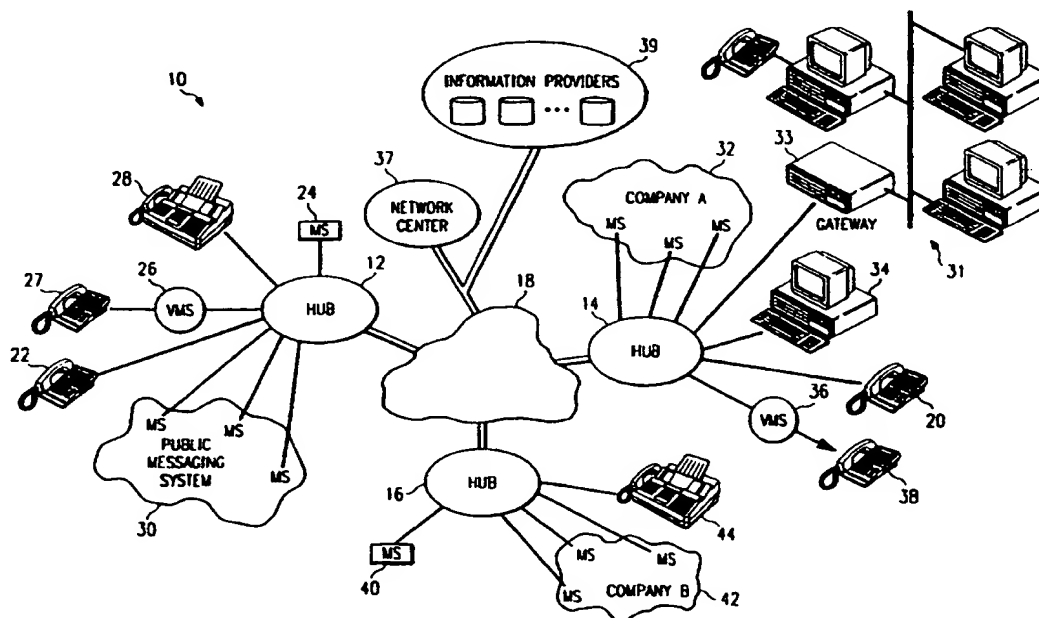 39
INFORMATION PROVIDERS
...
10
37
NETWORK
CENTER
32
COMPANY A
MS
MS
MS
33
GATEWAY
31
28
24
MS
12
HUB
27
26
VMS
22
18
14
HUB
34
36
VMS
20
38
MS
MS
MS
PUBLIC
MESSAGING
SYSTEM
30
16
HUB
44
MS
40
MS
MS
MS
COMPANY B
42